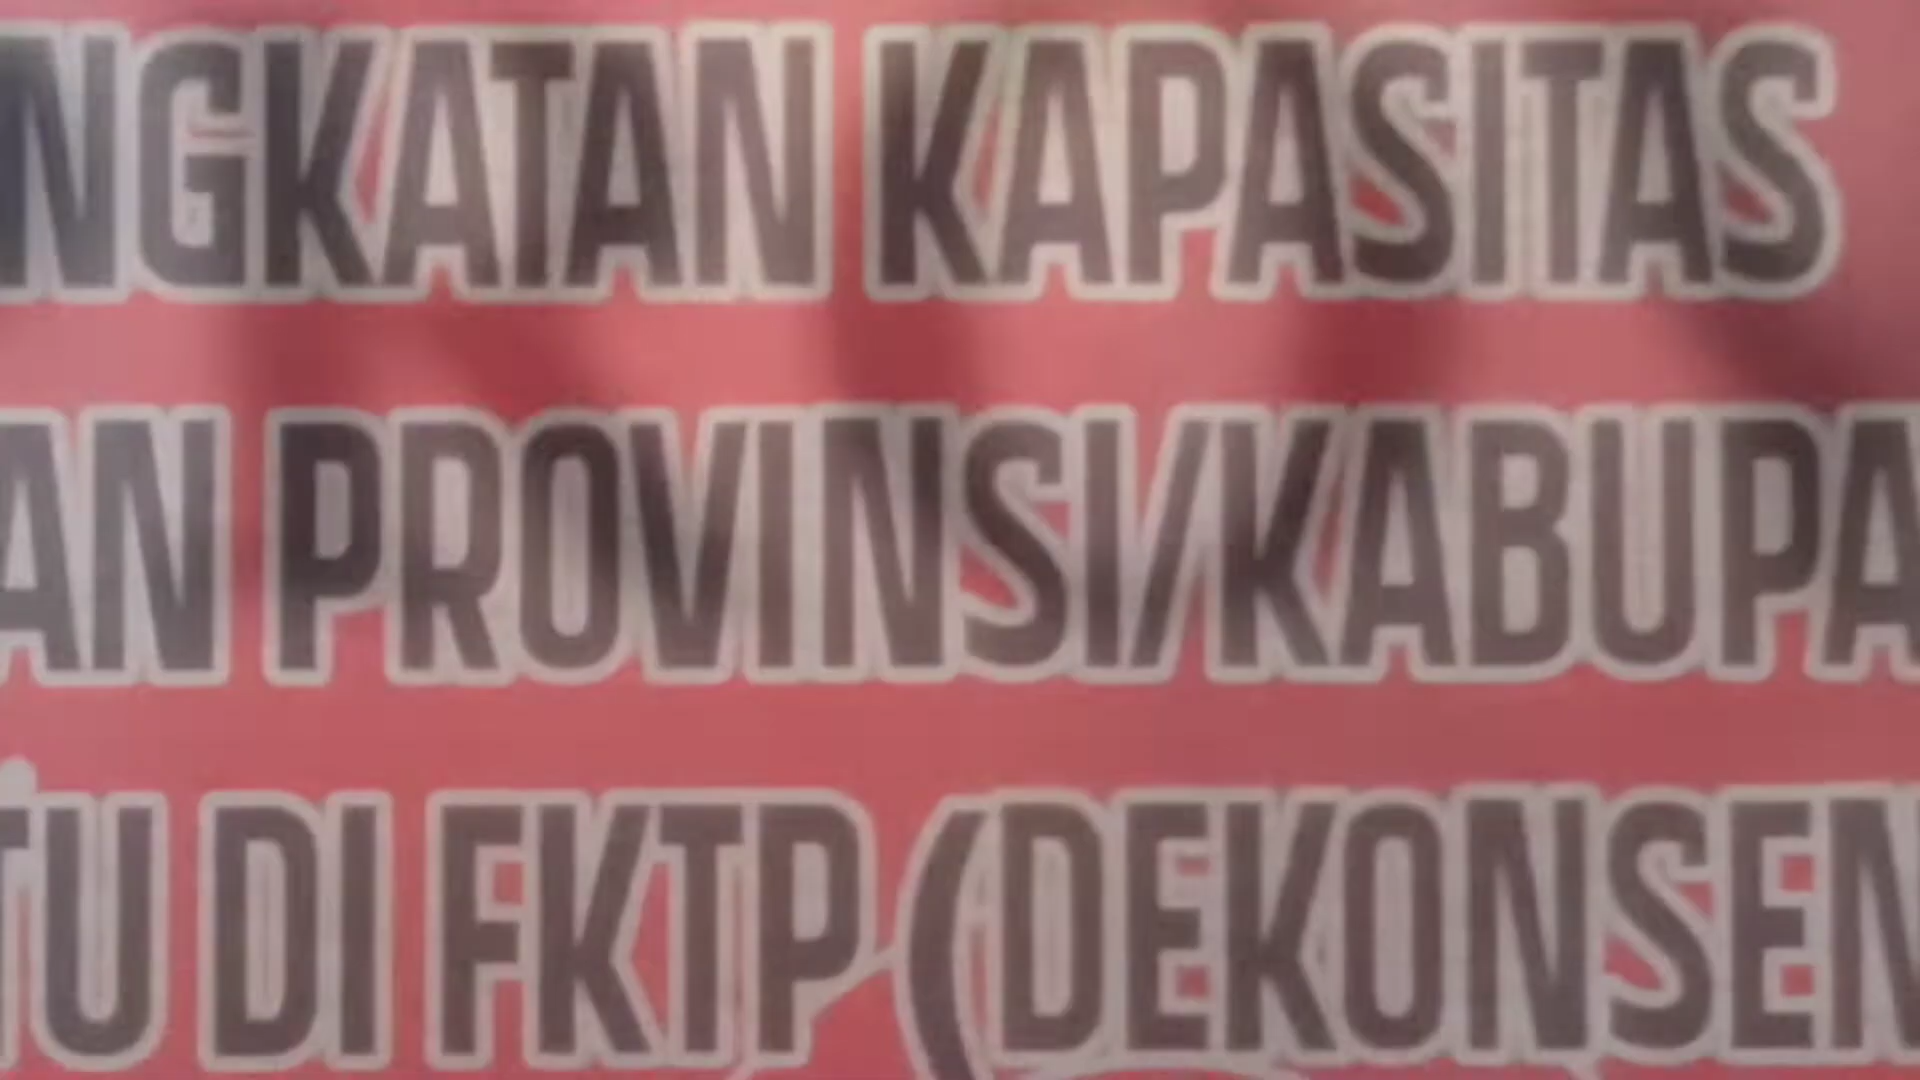 NGKATAN KAPASITAS
AN PROVINSI/KABUPA
TU DI FKTP (DEKONSEN